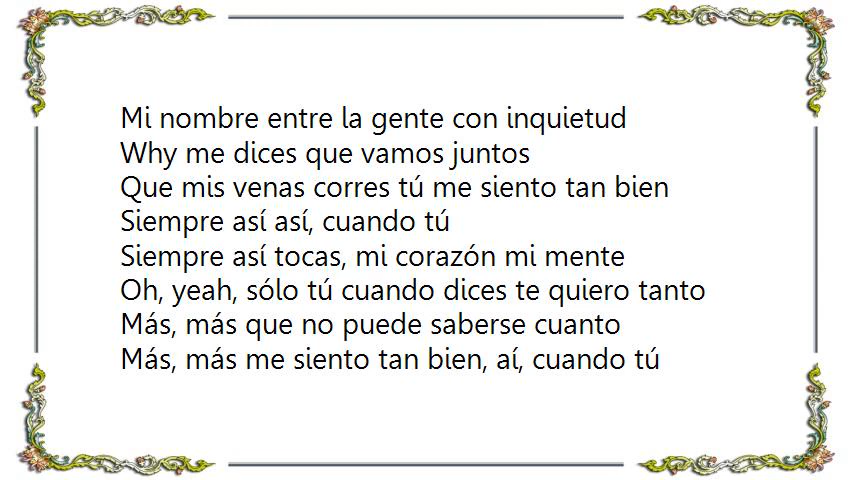 Mi nombre entre la gente con inquietud
Why me dices que vamos juntos
Que mis venas corres tú me siento tan bien
Siempre así así, cuando tú
Siempre así tocas, mi corazón mi mente
Oh, yeah, sólo tú cuando dices te quiero tanto
Más, más que no puede saberse cuanto
Más, más me siento tan bien, aí, cuando tú